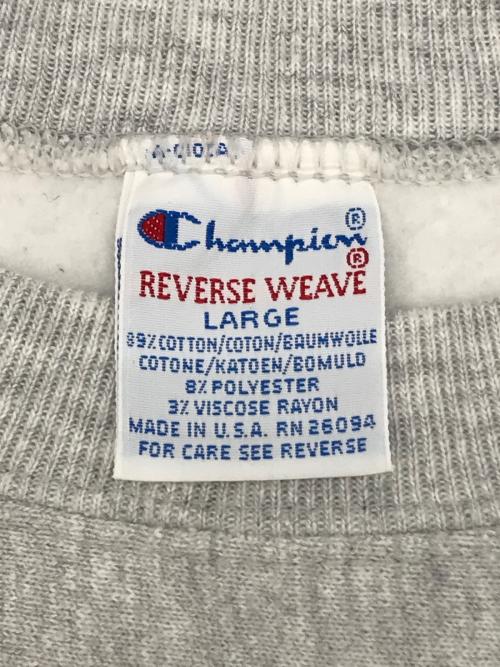 Champion®
REVERSE WEAVE®
LARGE
89% COTTON/COTON/BAUMWOLLE
COTONE/KATOEN/BOMULD
8% POLYESTER
3% VISCOSE RAYON
MADE IN U.S.A. RN 26094
FOR CARE SEE REVERSE